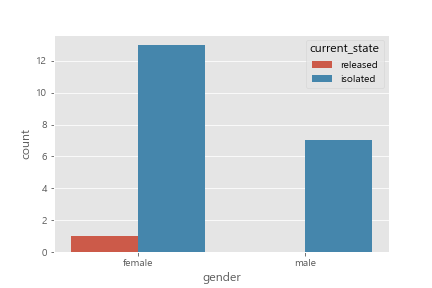 current_state
released
isolated
12
10
8
6
4
2
0
count
female
male
gender